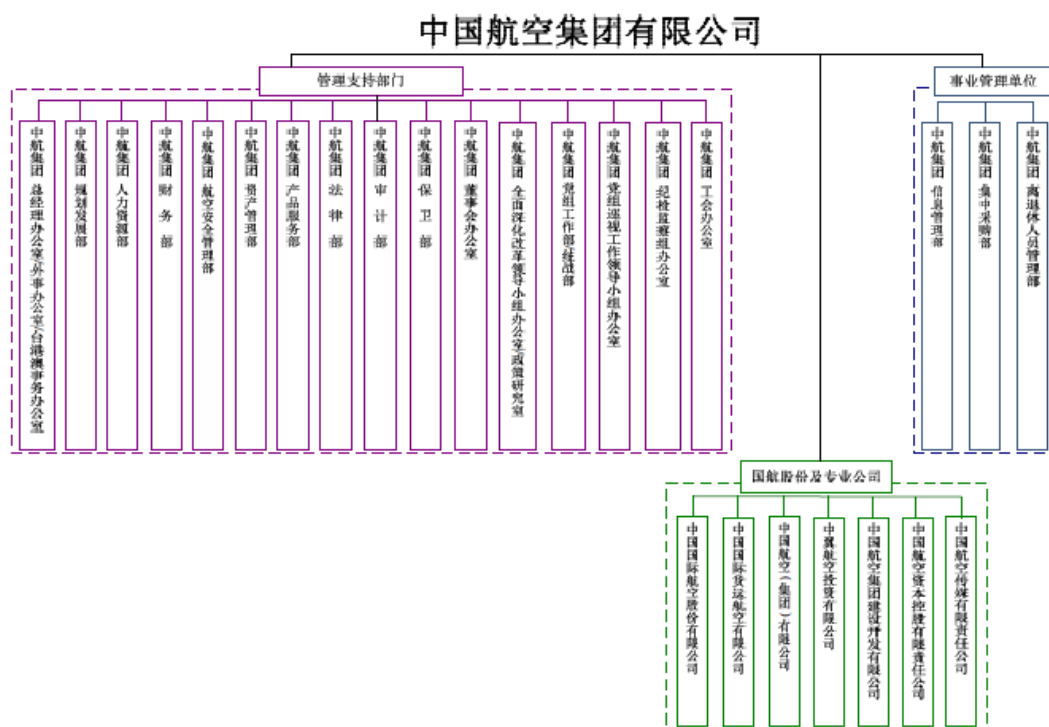 中国航空集团有限公司
管理支持部门
事业管理单位
中航集团 总经理办公室/外事办公室/台港澳事务办公室
中航集团 规划发展部
中航集团 人力资源部
中航集团 财务部
中航集团 航空安全管理部
中航集团 资产管理部
中航集团 产品服务部
中航集团 法律部
中航集团 审计部
中航集团 保卫部
中航集团 董事会办公室
中航集团 全面深化改革领导小组办公室/政策研究室
中航集团 党组工作部/统战部
中航集团 党组巡视工作领导小组办公室
中航集团 纪检监察组办公室
中航集团 工会办公室
中航集团 信息管理部
中航集团 集中采购部
中航集团 离退休人员管理部
国航股份及专业公司
中国国际航空股份有限公司
中国国际货运航空有限公司
中国航空(集团)有限公司
中翼航空投资有限公司
中国航空集团建设开发有限公司
中国航空资本控股有限责任公司
中国航空传媒有限责任公司